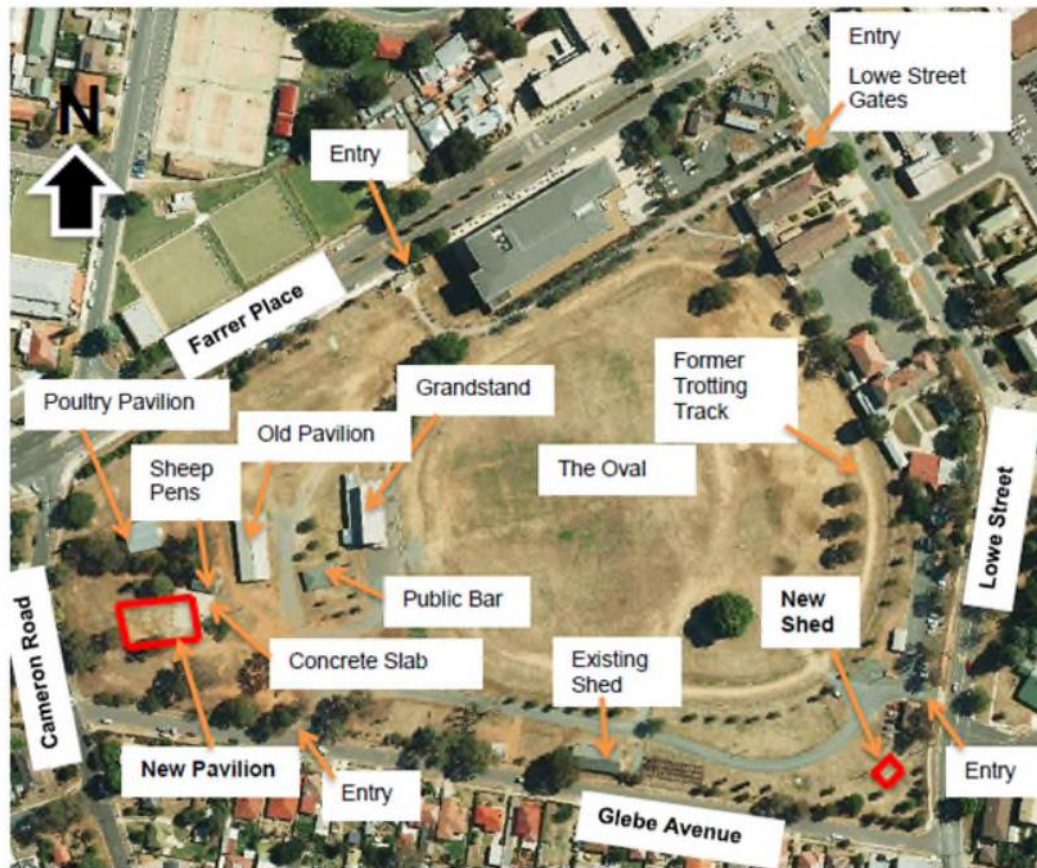 Entry
Lowe Street
Gates
N
Entry
Farrer Place
Former
Trotting
Track
Grandstand
Poultry Pavilion
Old Pavilion
The Oval
Sheep
Pens
Lowe Street
Public Bar
New
Shed
Cameron Road
Concrete Slab
Existing
Shed
New Pavilion
Entry
Entry
Glebe Avenue